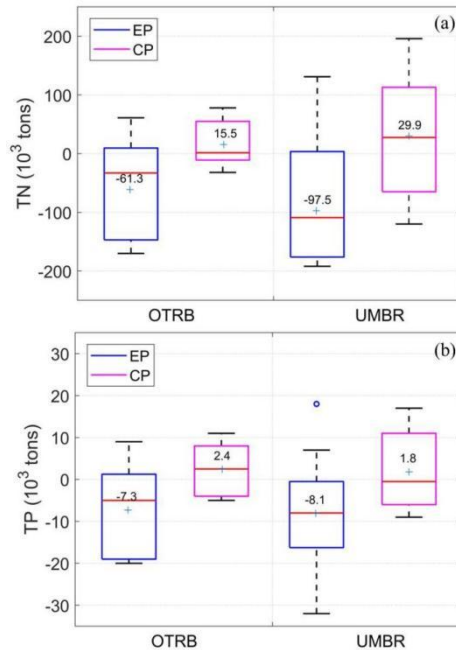 (a)
EP
CP
TN (10³ tons)
200
100
0
-100
-200
-61.3
15.5
-97.5
29.9
OTRB UMBR
(b)
EP
CP
TP (10³ tons)
30
20
10
0
-10
-20
-30
-7.3
2.4
-8.1
1.8
OTRB UMBR